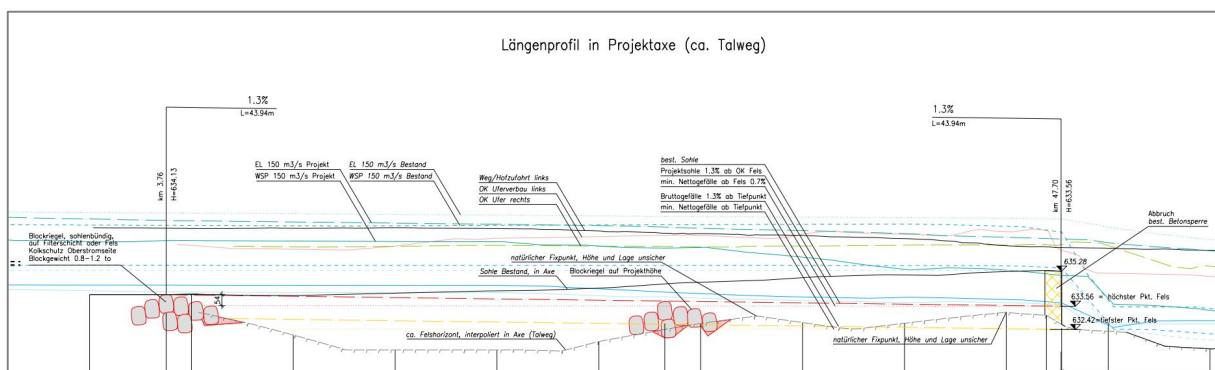 Längenprofil in Projektaxe (ca. Talweg)
1.3%
L=43.94m
1.3%
L=43.94m
km 3.76
H=634.13
EL 150 m3/s Projekt
WSP 150 m3/s Projekt
EL 150 m3/s Bestand
WSP 150 m3/s Bestand
Weg/Hofzufahrt links
OK Uferverbau links
OK Ufer rechts
best. Sohle
Projektsohle 1.3% ab OK Fels
min. Nettogefälle ab Fels 0.7%
Bruttogefälle 1.3% ab Tiefpunkt
min. Nettogefälle ab Tiefpunkt
km 47.70
H=633.56
Abbruch
best. Betonsperre
Blockriegel, sohlenbündig,
auf Filterschicht oder Fels
Kolkschutz Oberstromseite
Blockgewicht 0.8-1.2 to
natürlicher Fixpunkt, Höhe und Lage unsicher
Sohle Bestand, in Axe
Blockriegel auf Projekthöhe
635.28
.54
633.56 = höchster Pkt. Fels
632.42=tiefster Pkt. Fels
ca. Felshorizont, interpoliert in Axe (Talweg)
natürlicher Fixpunkt, Höhe und Lage unsicher